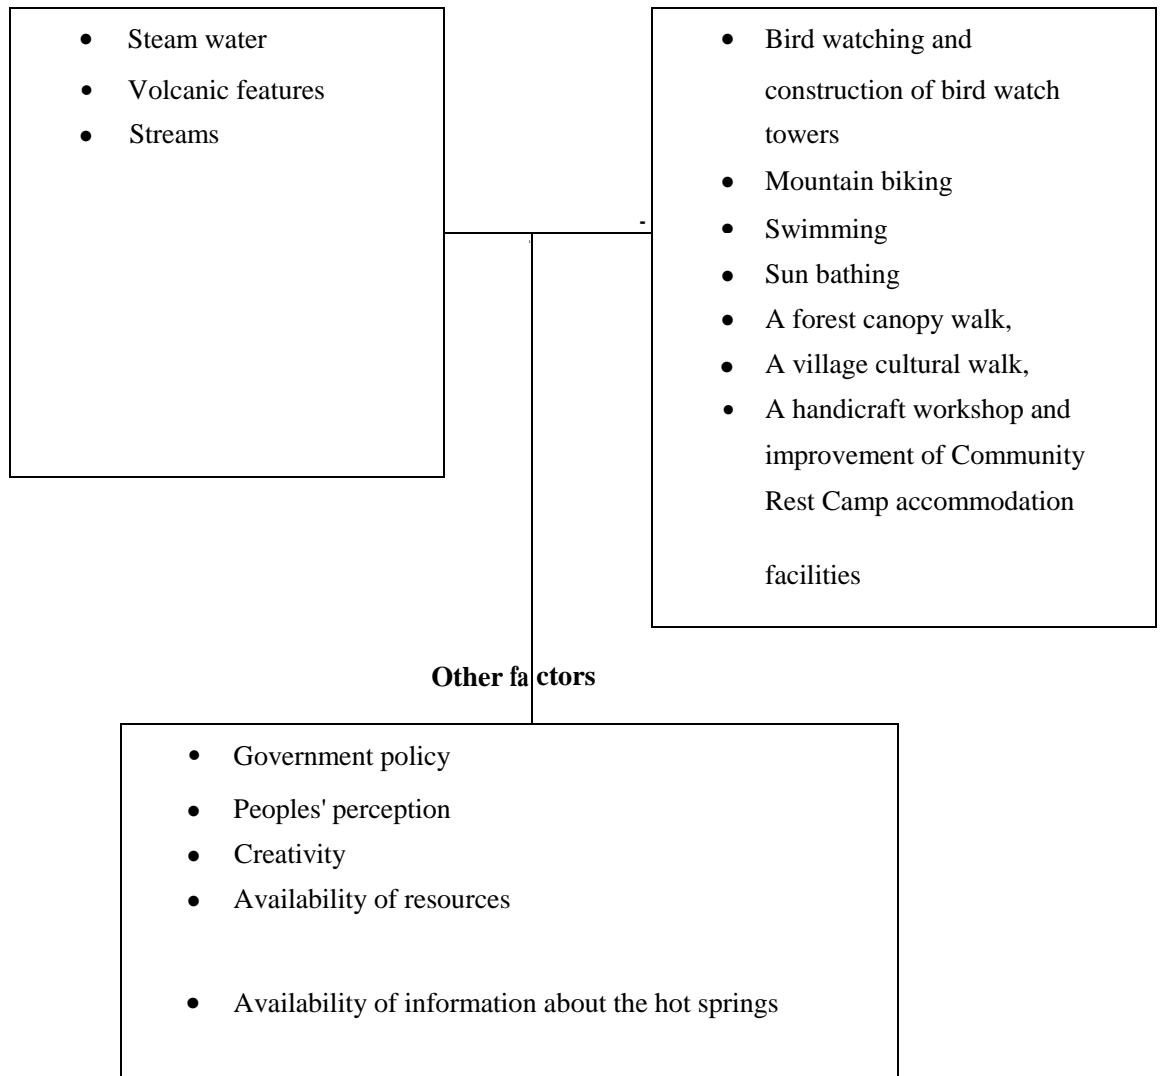 • Steam water
• Volcanic features
• Streams
• Bird watching and
construction of bird watch
towers
• Mountain biking
• Swimming
• Sun bathing
• A forest canopy walk,
• A village cultural walk,
• A handicraft workshop and
improvement of Community
Rest Camp accommodation
facilities
Other factors
• Government policy
• Peoples' perception
• Creativity
• Availability of resources
• Availability of information about the hot springs